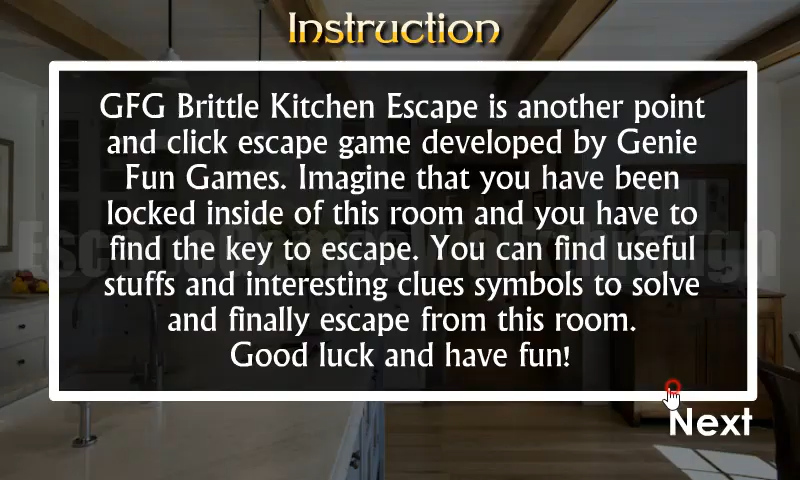 Instruction
GFG Brittle Kitchen Escape is another point
and click escape game developed by Genie
Fun Games. Imagine that you have been
locked inside of this room and you have to
find the key to escape. You can find useful
stuffs and interesting clues symbols to solve
and finally escape from this room.
Good luck and have fun!
Next